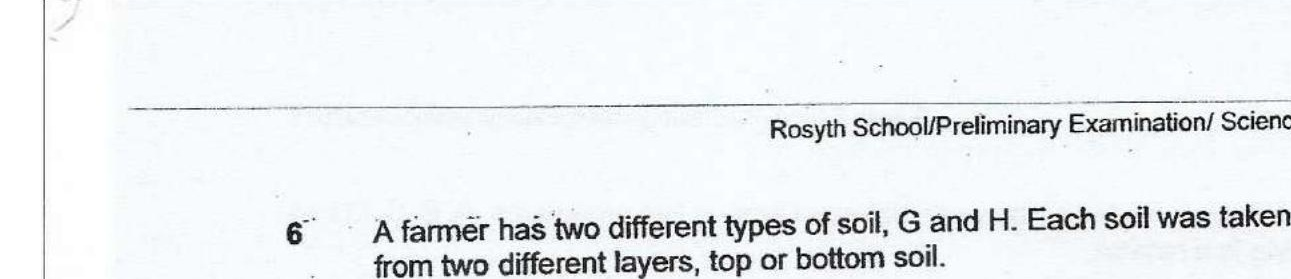 Rosyth School/Preliminary Examination/ Scienc
6 A farmer has two different types of soil, G and H. Each soil was taken
from two different layers, top or bottom soil.